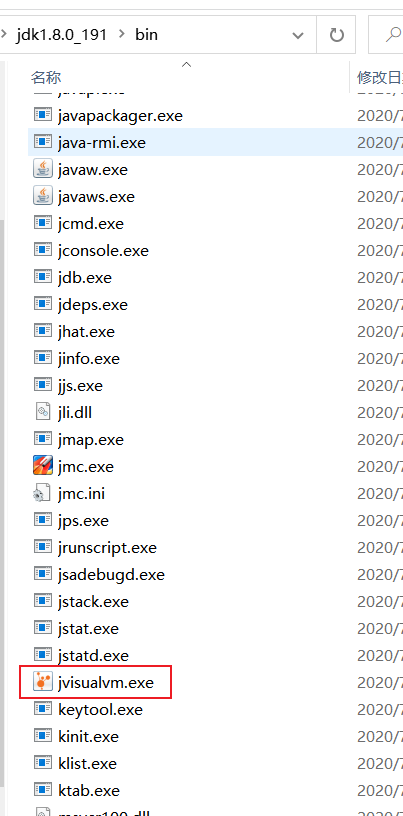 jdk1.8.0_191 > bin
名称 修改日
javapackager.exe 2020/7
java-rmi.exe 2020/7
javaw.exe 2020/7
javaws.exe 2020/7
jcmd.exe 2020/7
jconsole.exe 2020/7
jdb.exe 2020/7
jdeps.exe 2020/7
jhat.exe 2020/7
jinfo.exe 2020/7
jjs.exe 2020/7
jli.dll 2020/7
jmap.exe 2020/7
jmc.exe 2020/7
jmc.ini 2020/7
jps.exe 2020/7
jrunscript.exe 2020/7
jsadebugd.exe 2020/7
jstack.exe 2020/7
jstat.exe 2020/7
jstatd.exe 2020/7
jvisualvm.exe 2020/7
keytool.exe 2020/7
kinit.exe 2020/7
klist.exe 2020/7
ktab.exe 2020/7